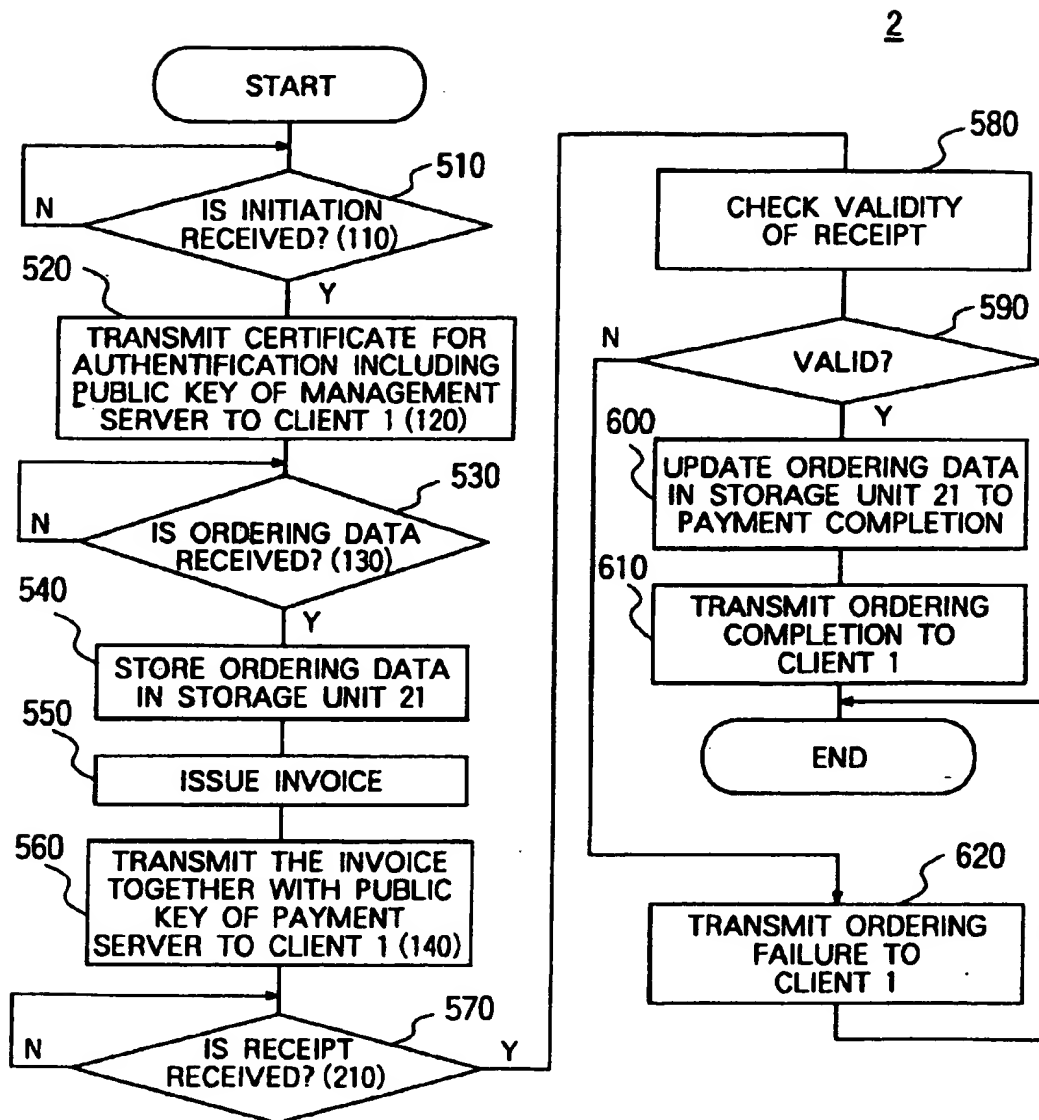 2
START
510
N
IS INITIATION
RECEIVED? (110)
Y
520
TRANSMIT CERTIFICATE FOR
AUTHENTIFICATION INCLUDING
PUBLIC KEY OF MANAGEMENT
SERVER TO CLIENT 1 (120)
530
N
IS ORDERING DATA
RECEIVED? (130)
Y
540
STORE ORDERING DATA
IN STORAGE UNIT 21
550
ISSUE INVOICE
560
TRANSMIT THE INVOICE
TOGETHER WITH PUBLIC
KEY OF PAYMENT
SERVER TO CLIENT 1 (140)
570
N
IS RECEIPT
RECEIVED? (210)
Y
580
CHECK VALIDITY
OF RECEIPT
590
N
VALID?
Y
600
UPDATE ORDERING DATA
IN STORAGE UNIT 21 TO
PAYMENT COMPLETION
610
TRANSMIT ORDERING
COMPLETION TO
CLIENT 1
END
620
TRANSMIT ORDERING
FAILURE TO
CLIENT 1